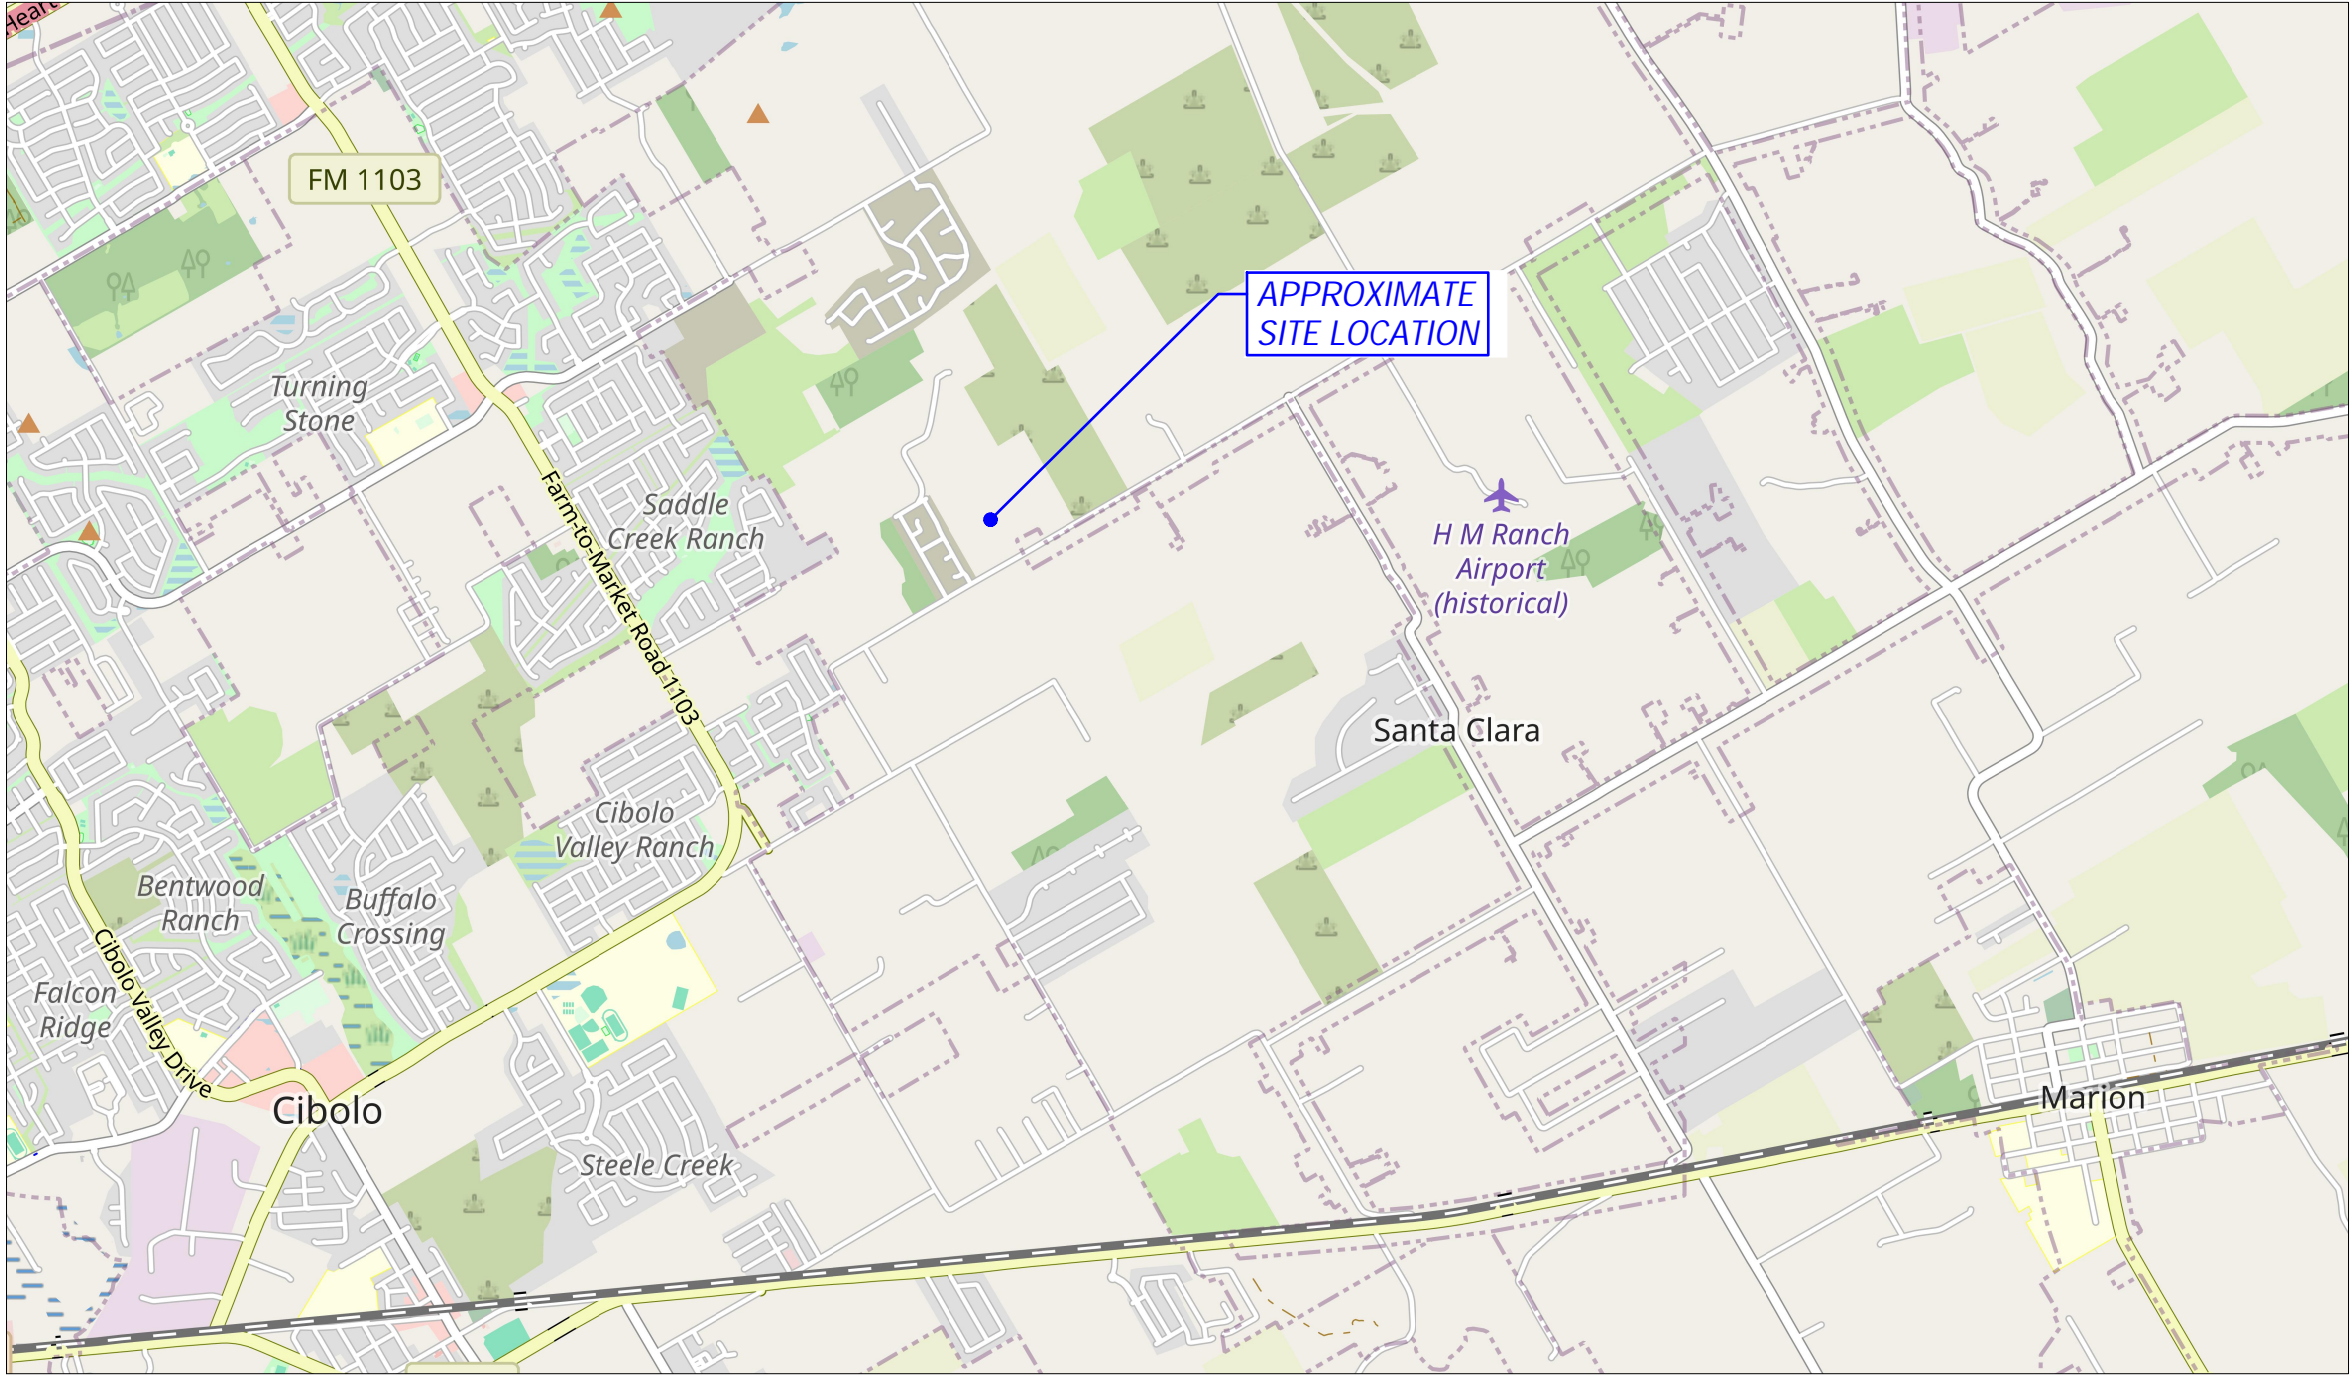 Heart
FM 1103
APPROXIMATE
SITE LOCATION
Turning
Stone
Farm-to-Market Road 1103
Saddle
Creek Ranch
H M Ranch
Airport
(historical)
Santa Clara
Cibolo
Valley Ranch
Bentwood
Ranch
Buffalo
Crossing
Cibolo Valley Drive
Falcon
Ridge
Cibolo
Marion
Steele Creek